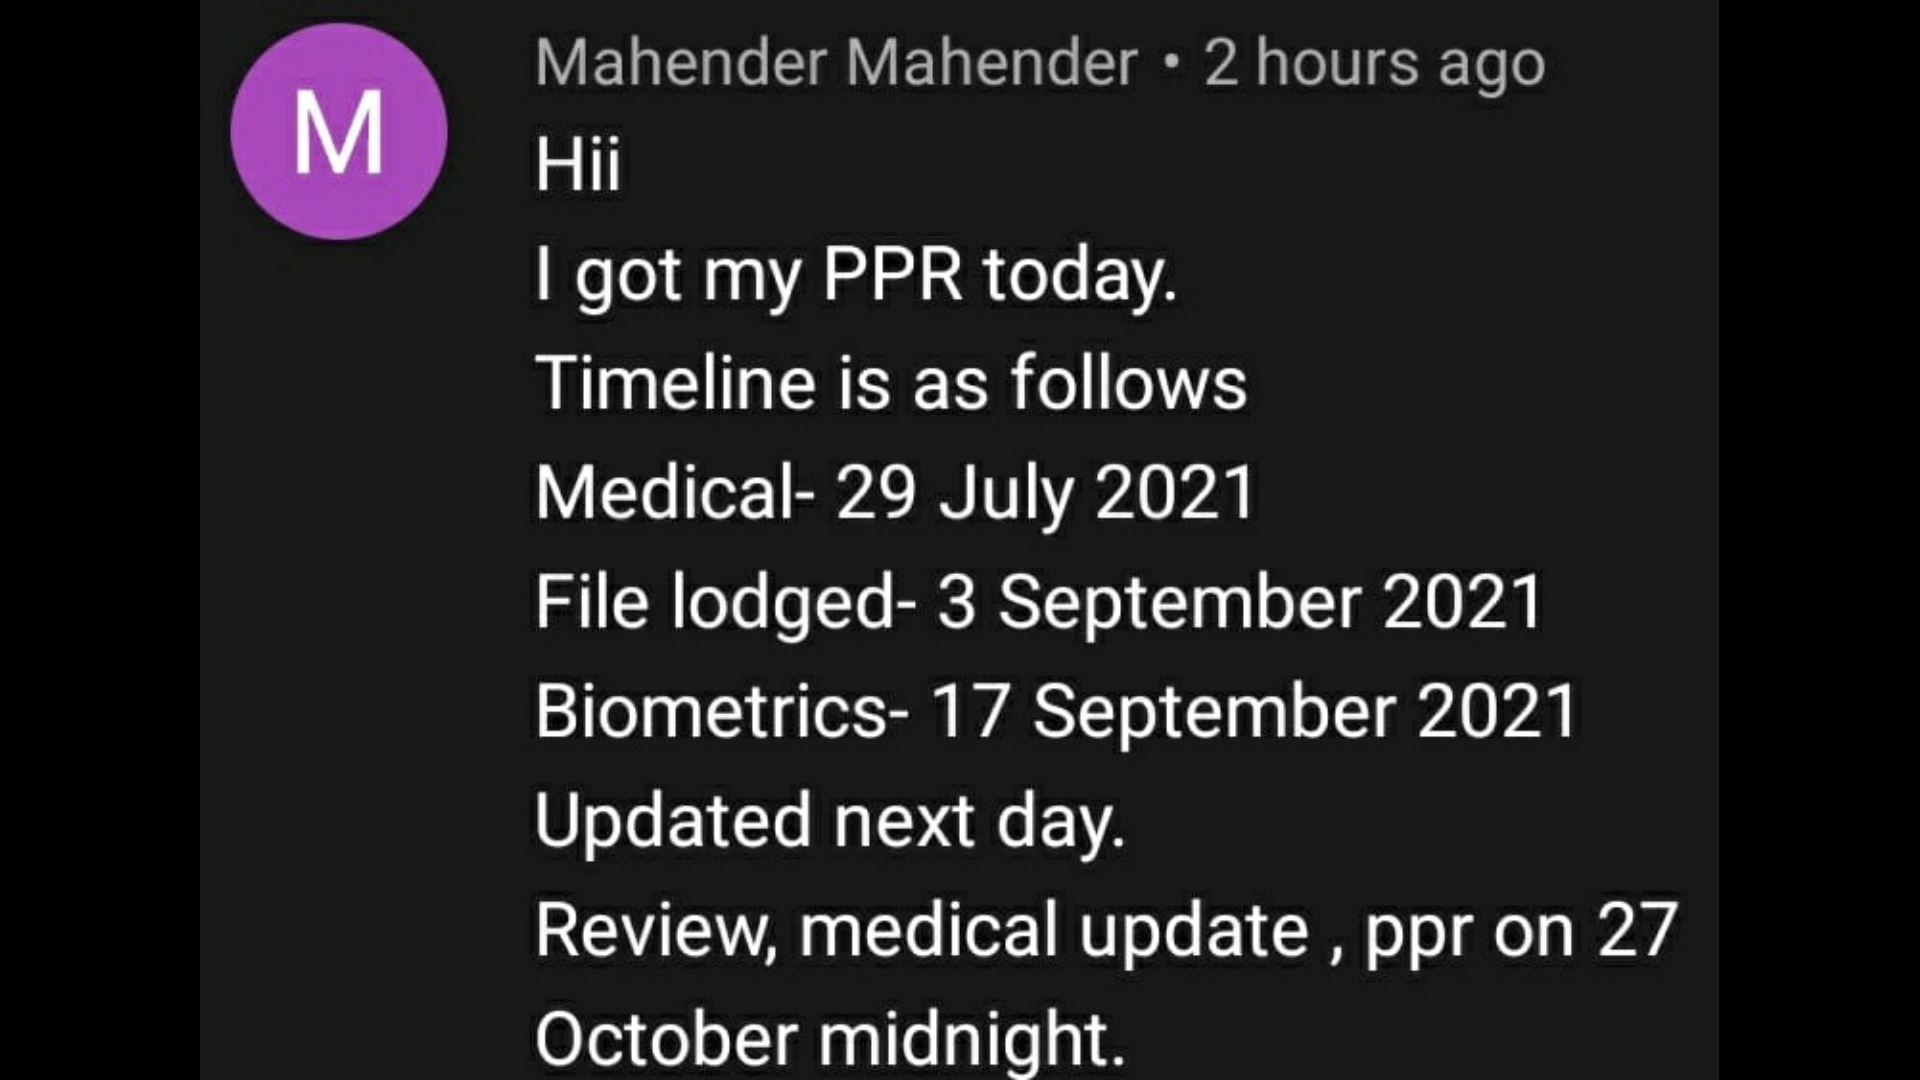 M
Mahender Mahender • 2 hours ago
Hii
I got my PPR today.
Timeline is as follows
Medical- 29 July 2021
File lodged- 3 September 2021
Biometrics- 17 September 2021
Updated next day.
Review, medical update , ppr on 27
October midnight.